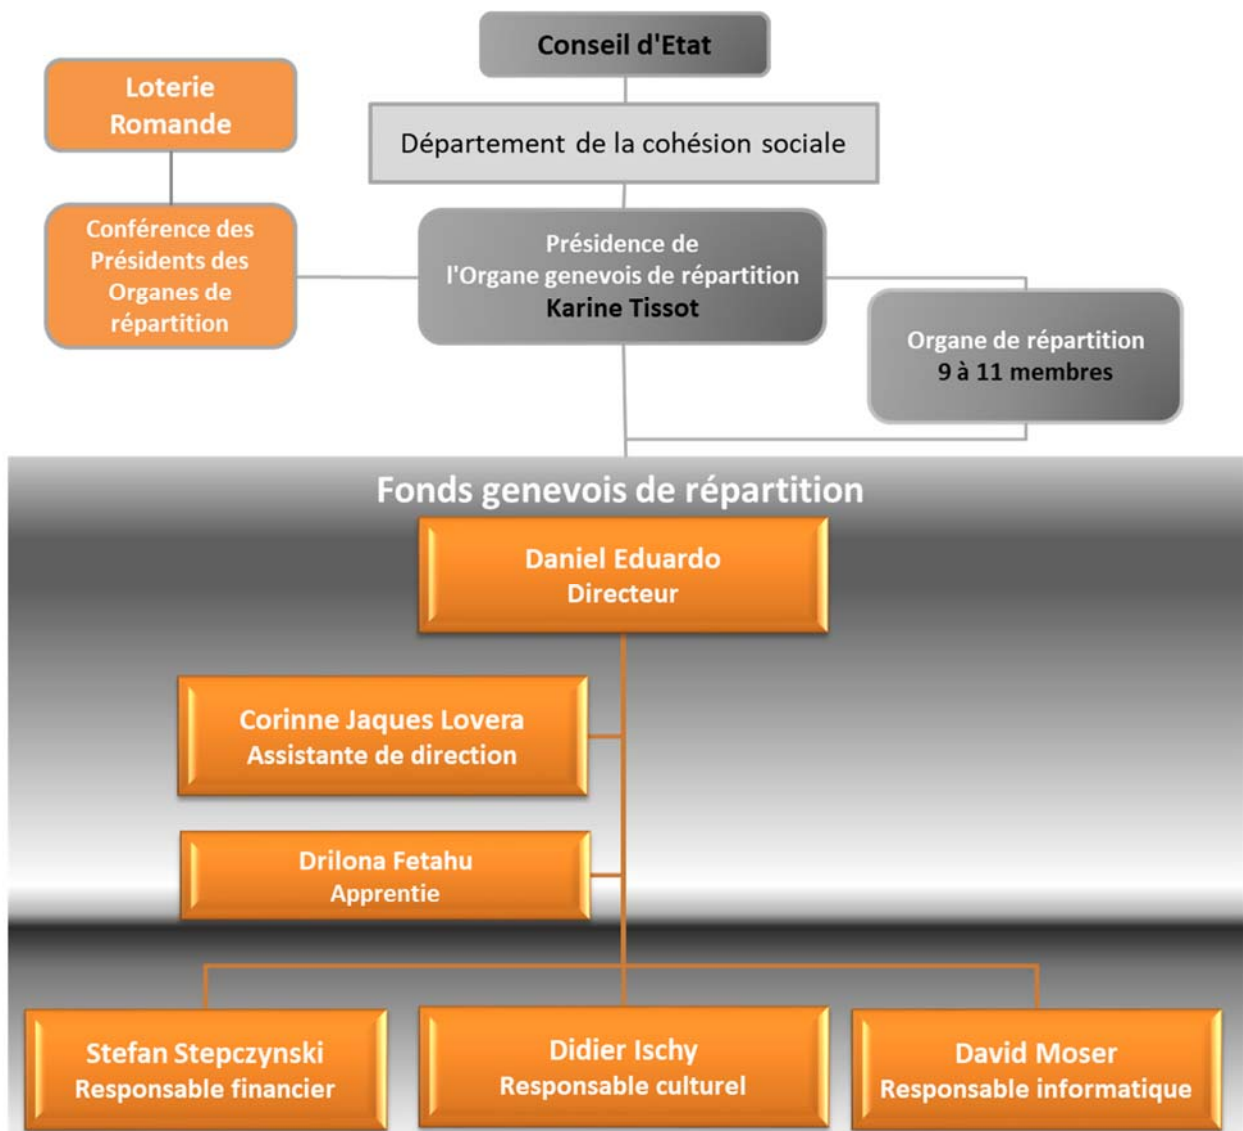 Conseil d'Etat
Loterie
Romande
Département de la cohésion sociale
Conférence des
Présidents des
Organes de
répartition
Présidence de
l'Organe genevois de répartition
Karine Tissot
Organe de répartition
9 à 11 membres
Fonds genevois de répartition
Daniel Eduardo
Directeur
Corinne Jaques Lovera
Assistante de direction
Drilona Fetahu
Apprentie
Stefan Stepczynski
Responsable financier
Didier Ischy
Responsable culturel
David Moser
Responsable informatique